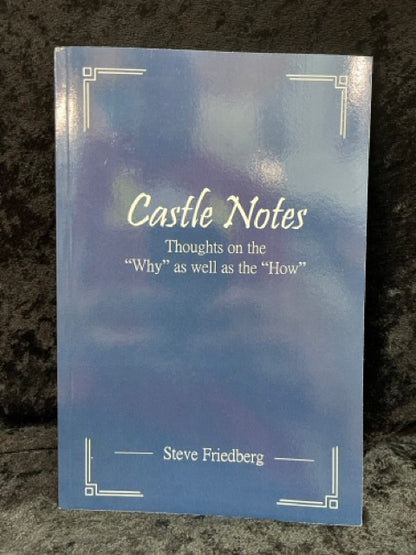 Castle Notes
Thoughts on the
“Why” as well as the “How”
Steve Friedberg